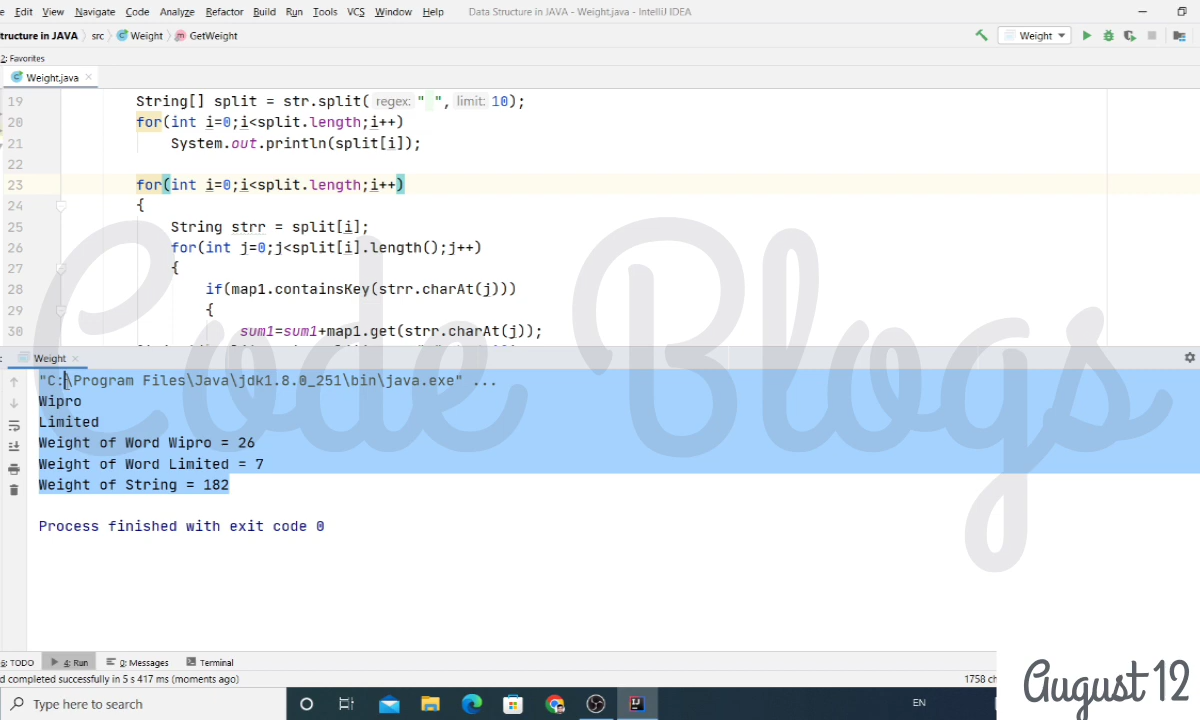 e Edit View Navigate Code Analyze Refactor Build Run Tools VCS Window Help Data Structure in JAVA - Weight.java - IntelliJ IDEA
tructure in JAVA src Weight GetWeight Weight
2: Favorites
Weight.java
19 String[] split = str.split( regex: " ", limit: 10);
20 for(int i=0;i<split.length;i++)
21 System.out.println(split[i]);
22
23 for(int i=0;i<split.length;i++)
24 {
25 String strr = split[i];
26 for(int j=0;j<split[i].length();j++)
27 {
28 if(map1.containsKey(strr.charAt(j)))
29 {
30 sum1=sum1+map1.get(strr.charAt(j));
Code Blogs
: Weight
"C:\Program Files\Java\jdk1.8.0_251\bin\java.exe" ...
Wipro
Limited
Weight of Word Wipro = 26
Weight of Word Limited = 7
Weight of String = 182
Process finished with exit code 0
6: TODO 4: Run 0: Messages Terminal
d completed successfully in 5 s 417 ms (moments ago) 1758 ch
Type here to search EN
August 12